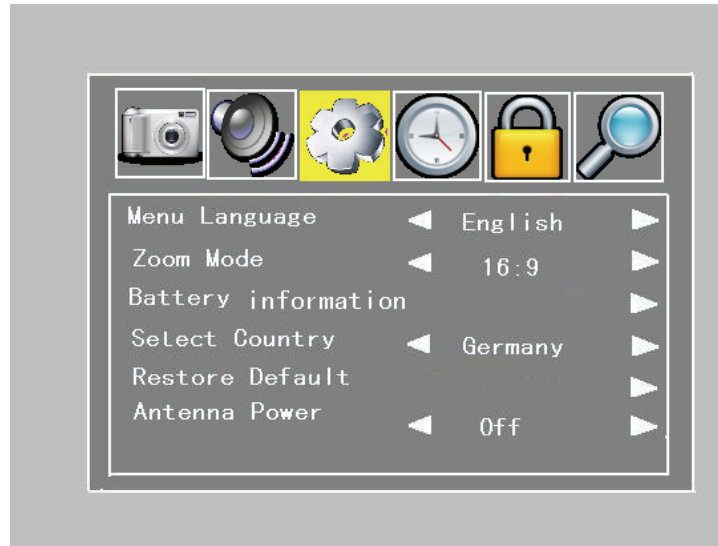 Menu Language English
Zoom Mode 16:9
Battery information
Select Country Germany
Restore Default
Antenna Power Off